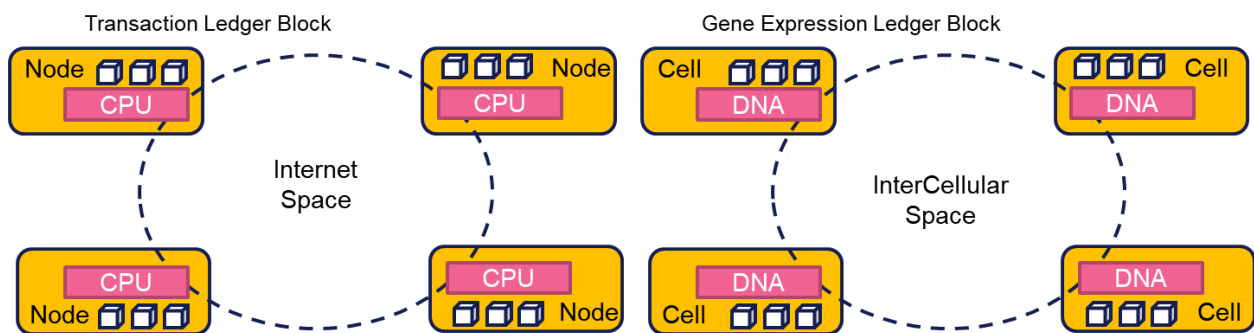 Transaction Ledger Block
Gene Expression Ledger Block
Node
CPU
Node
CPU
Cell
DNA
Cell
DNA
Internet
Space
InterCellular
Space
CPU
Node
CPU
Node
DNA
Cell
DNA
Cell